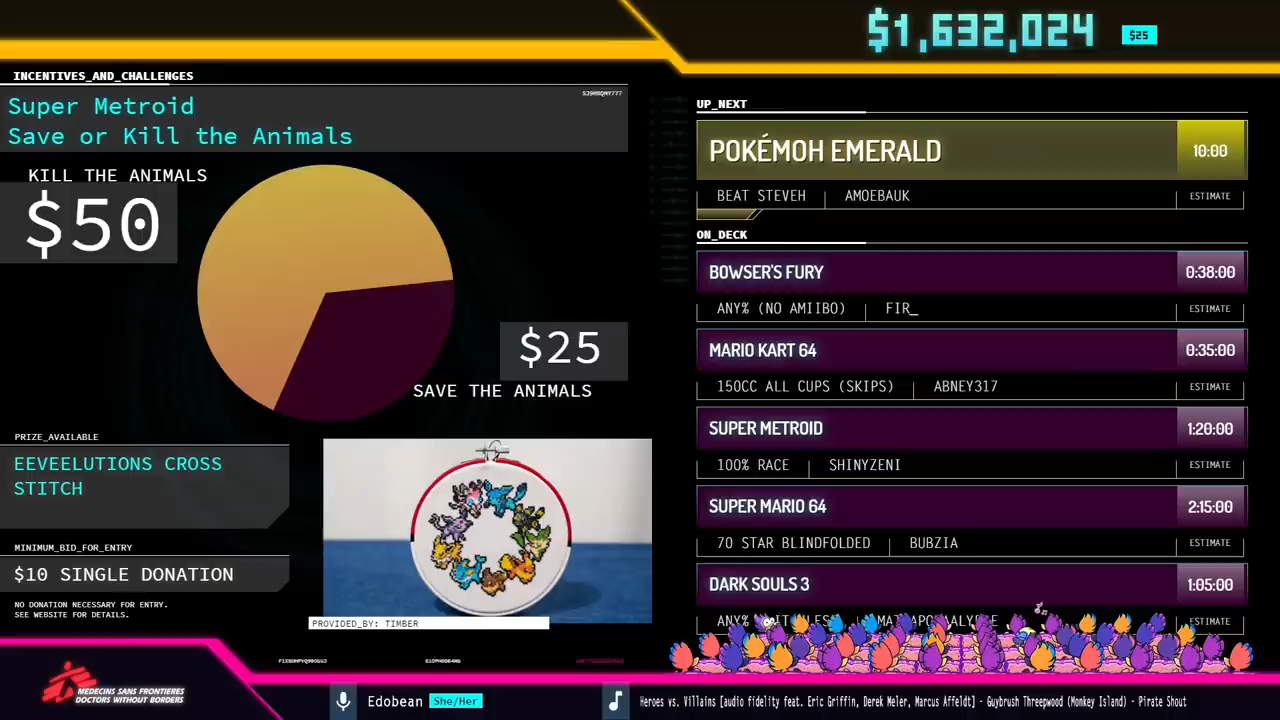 $1,632,024
$25
INCENTIVES_AND_CHALLENGES
Super Metroid
Save or Kill the Animals
KILL THE ANIMALS
$50
$25
SAVE THE ANIMALS
PRIZE_AVAILABLE
EEVEELUTIONS CROSS
STITCH
MINIMUM_BID_FOR_ENTRY
$10 SINGLE DONATION
NO DONATION NECESSARY FOR ENTRY.
SEE WEBSITE FOR DETAILS.
PROVIDED_BY: TIMBER
UP_NEXT
POKÉMOH EMERALD
10:00
BEAT STEVEH
AMOEBAUK
ESTIMATE
ON_DECK
BOWSER'S FURY
0:38:00
ANY% (NO AMIIBO)
FIR_
ESTIMATE
MARIO KART 64
0:35:00
150CC ALL CUPS (SKIPS)
ABNEY317
ESTIMATE
SUPER METROID
1:20:00
100% RACE
SHINYZENI
ESTIMATE
SUPER MARIO 64
2:15:00
70 STAR BLINDFOLDED
BUBZIA
ESTIMATE
DARK SOULS 3
1:05:00
ANY%
ESTIMATE
MEDECINS SANS FRONTIERES
DOCTORS WITHOUT BORDERS
Edobean
She/Her
Heroes vs. Villains [audio fidelity feat. Eric Griffin, Derek Meler, Marcus Affeldt] - Guybrush Threepwood (Monkey Island) - Pirate Shout